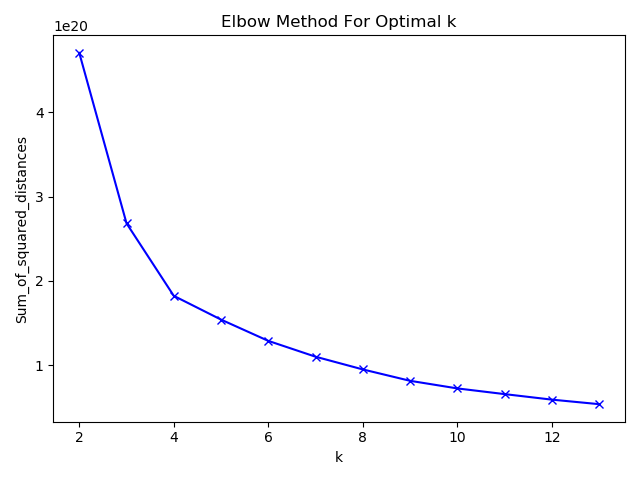 Elbow Method For Optimal k
1e20
4
3
2
1
Sum_of_squared_distances
2 4 6 8 10 12
k